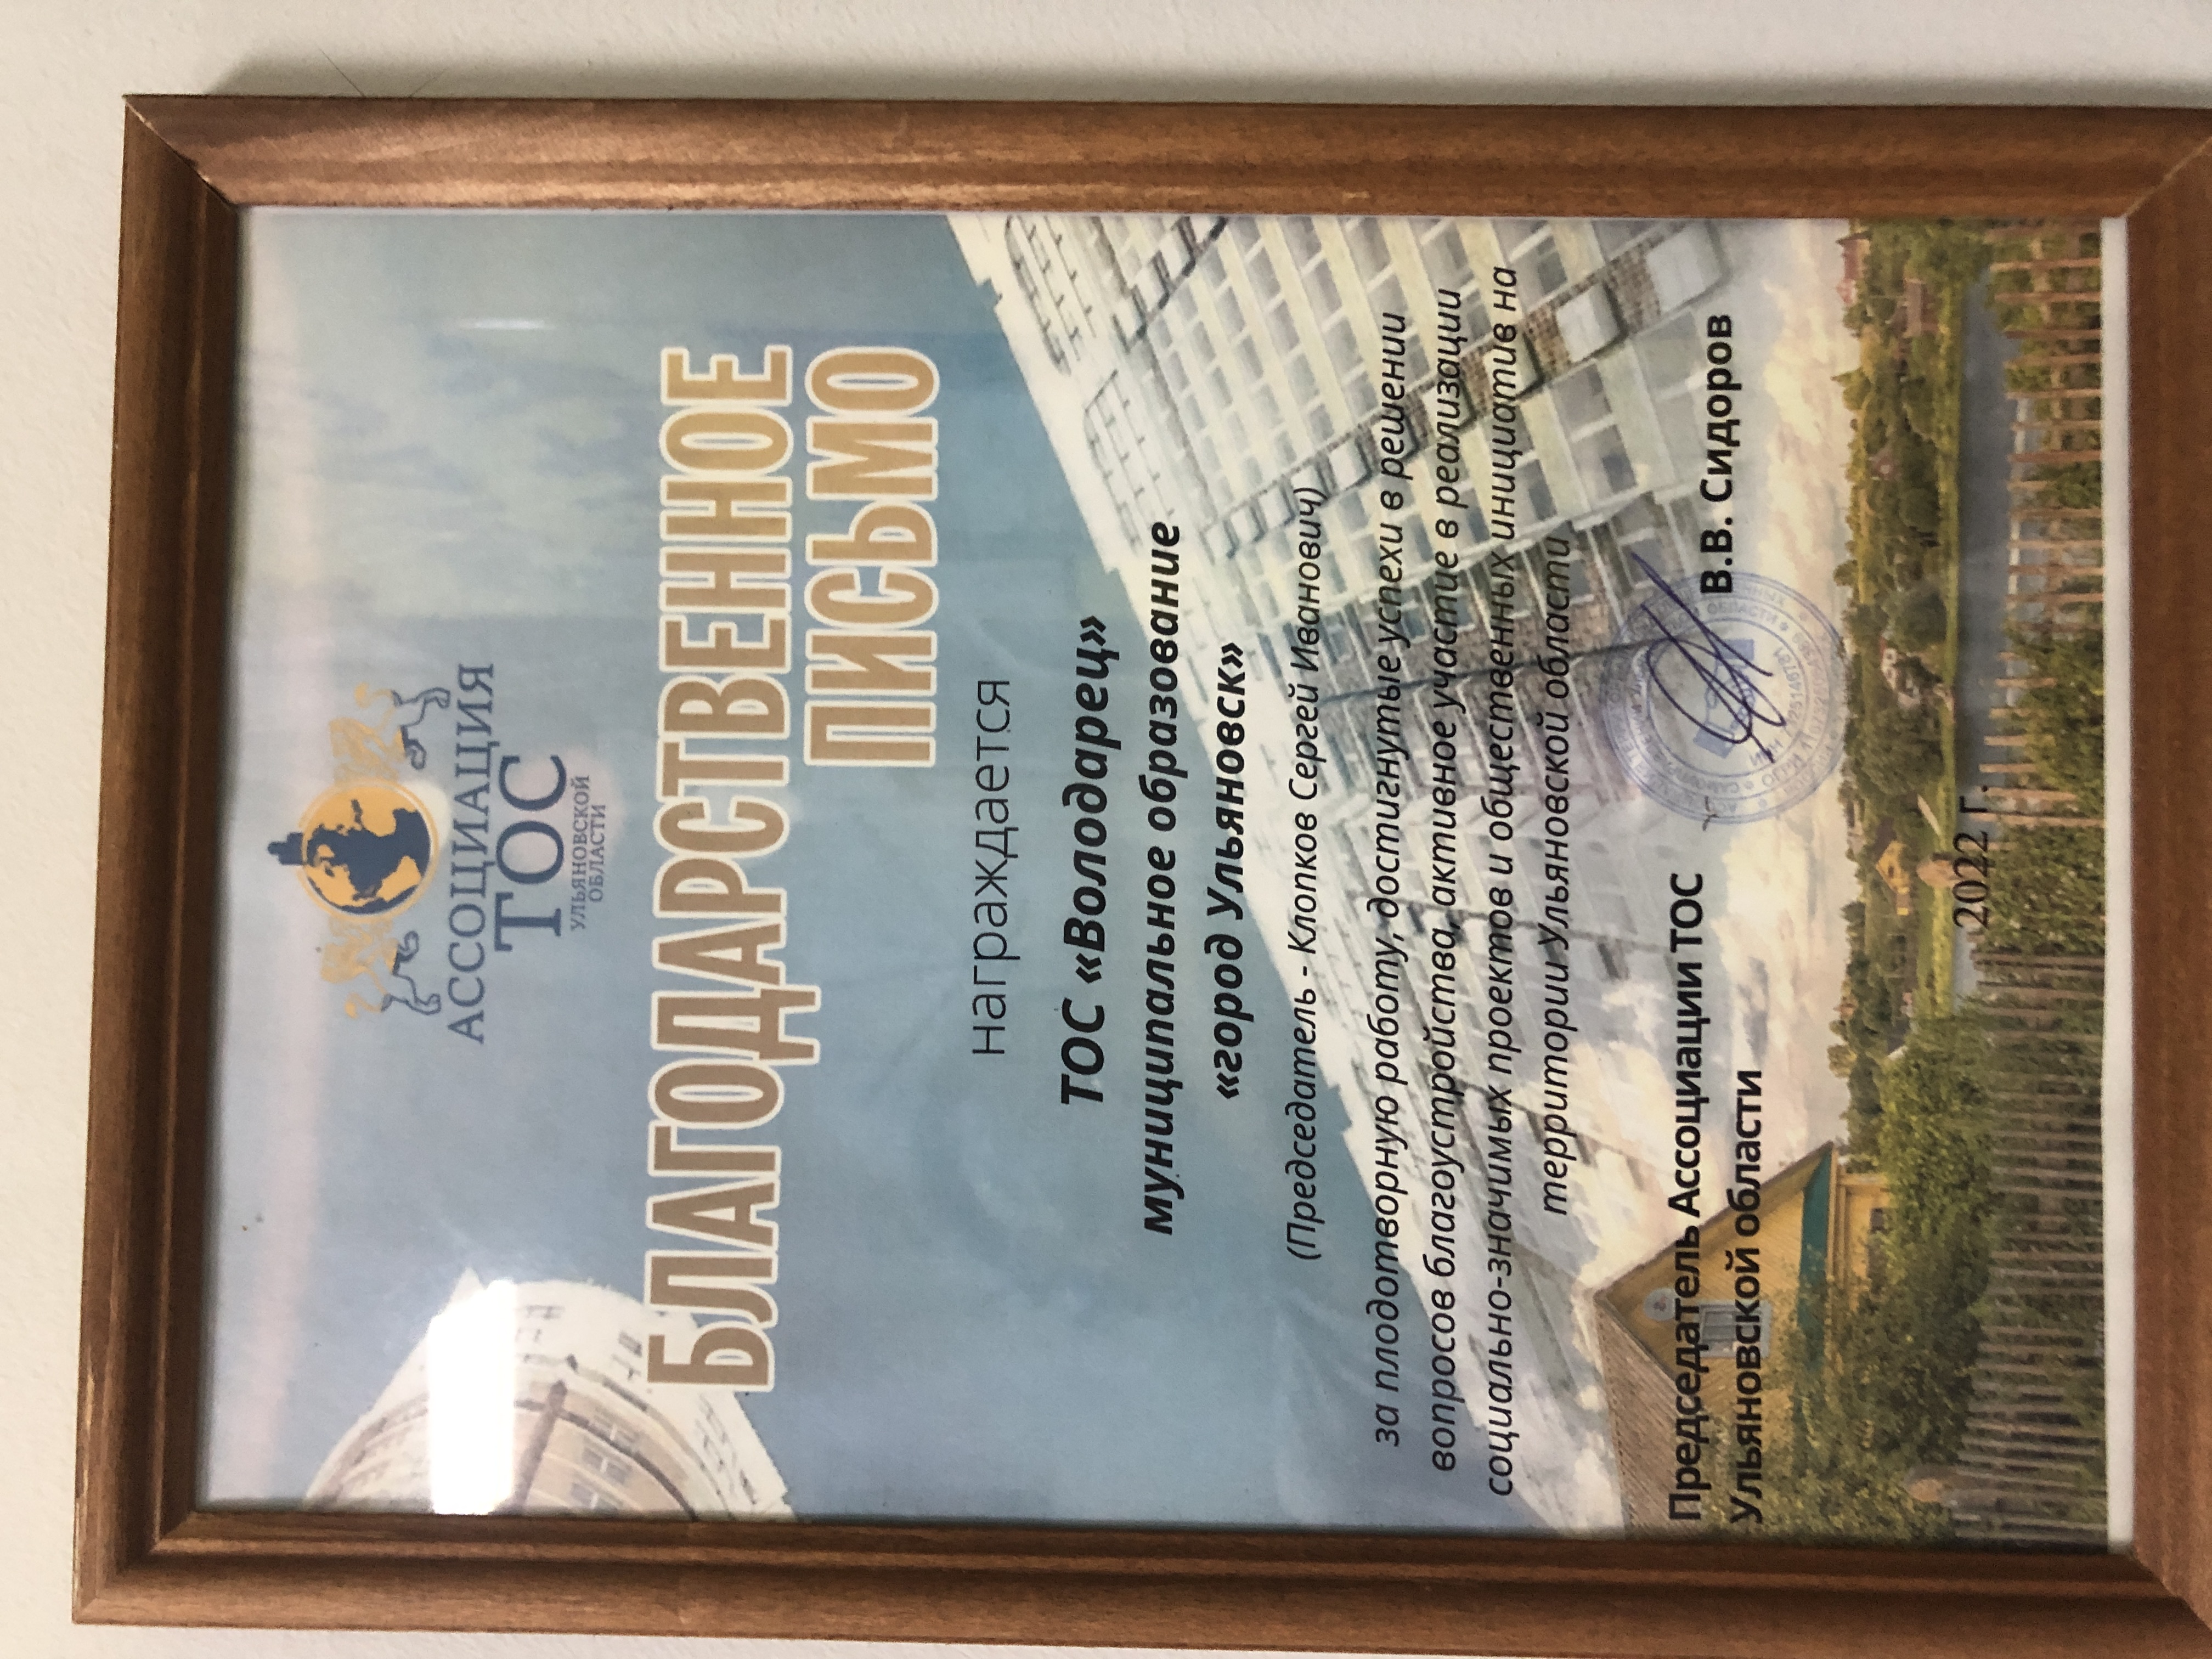 АССОЦИАЦИЯ
ТОС
УЛЬЯНОВСКОЙ
ОБЛАСТИ
БЛАГОДАРСТВЕННОЕ
ПИСЬМО
награждается
ТОС «Володарец»
муниципальное образование
«город Ульяновск»
(Председатель - Клопков Сергей Иванович)
за плодотворную работу, достигнутые успехи в решении
вопросов благоустройства, активное участие в реализации
социально-значимых проектов и общественных инициатив на
территории Ульяновской области
Председатель Ассоциации ТОС
Ульяновской области
В.В. Сидоров
2022 г.